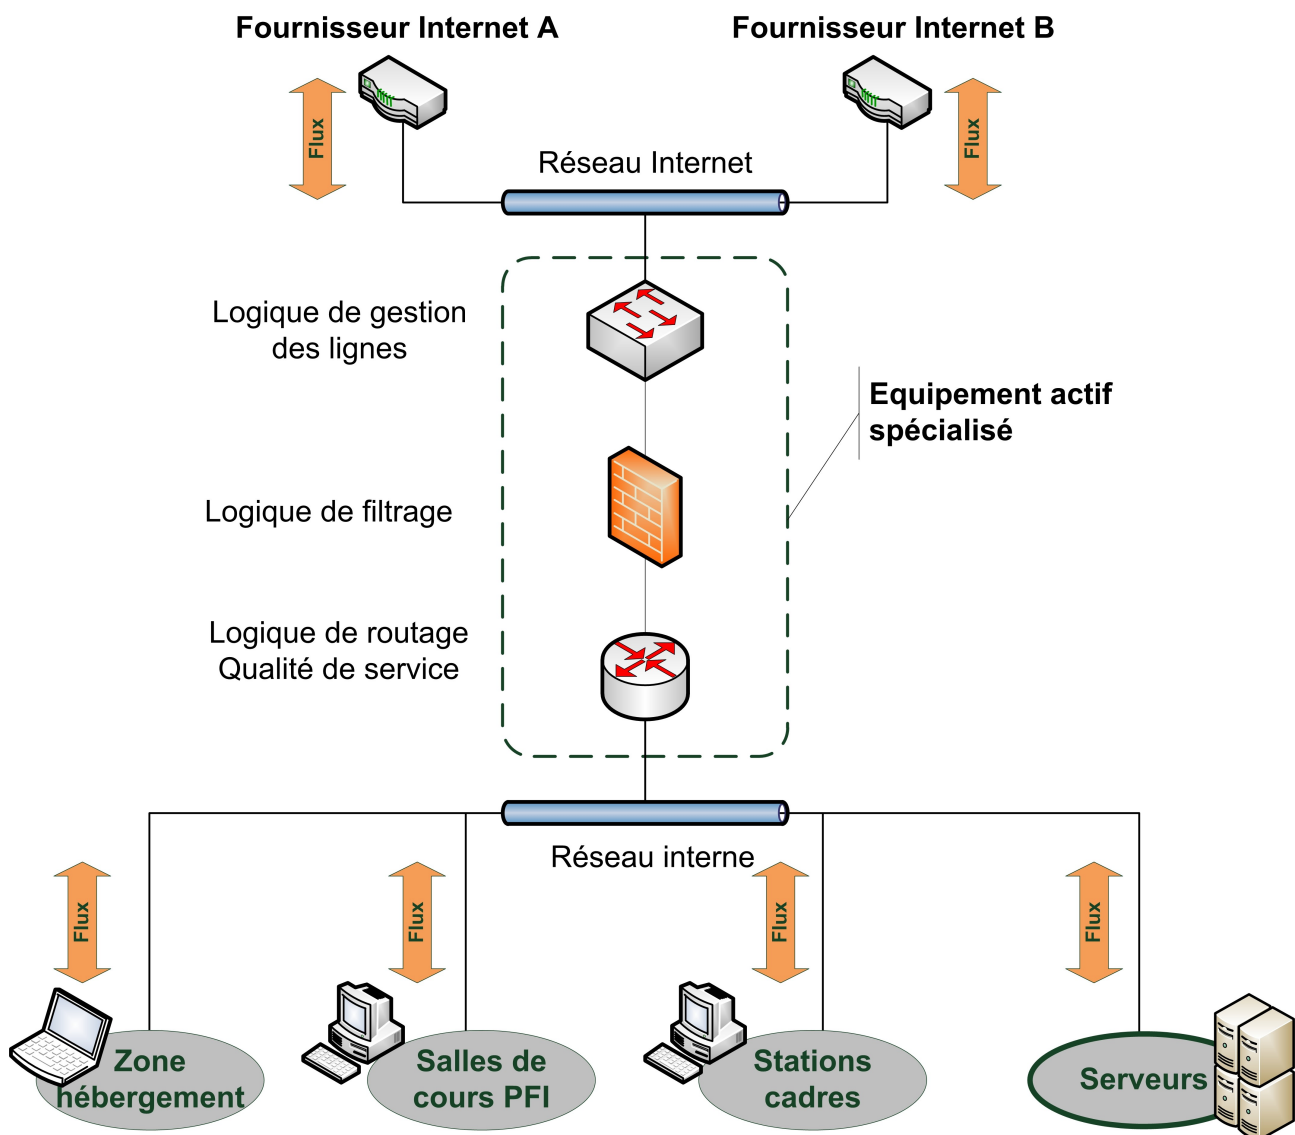 Fournisseur Internet A
Fournisseur Internet B
Flux
Flux
Réseau Internet
Logique de gestion
des lignes
Equipement actif
spécialisé
Logique de filtrage
Logique de routage
Qualité de service
Réseau interne
Flux
Flux
Flux
Flux
Zone
hébergement
Salles de
cours PFI
Stations
cadres
Serveurs